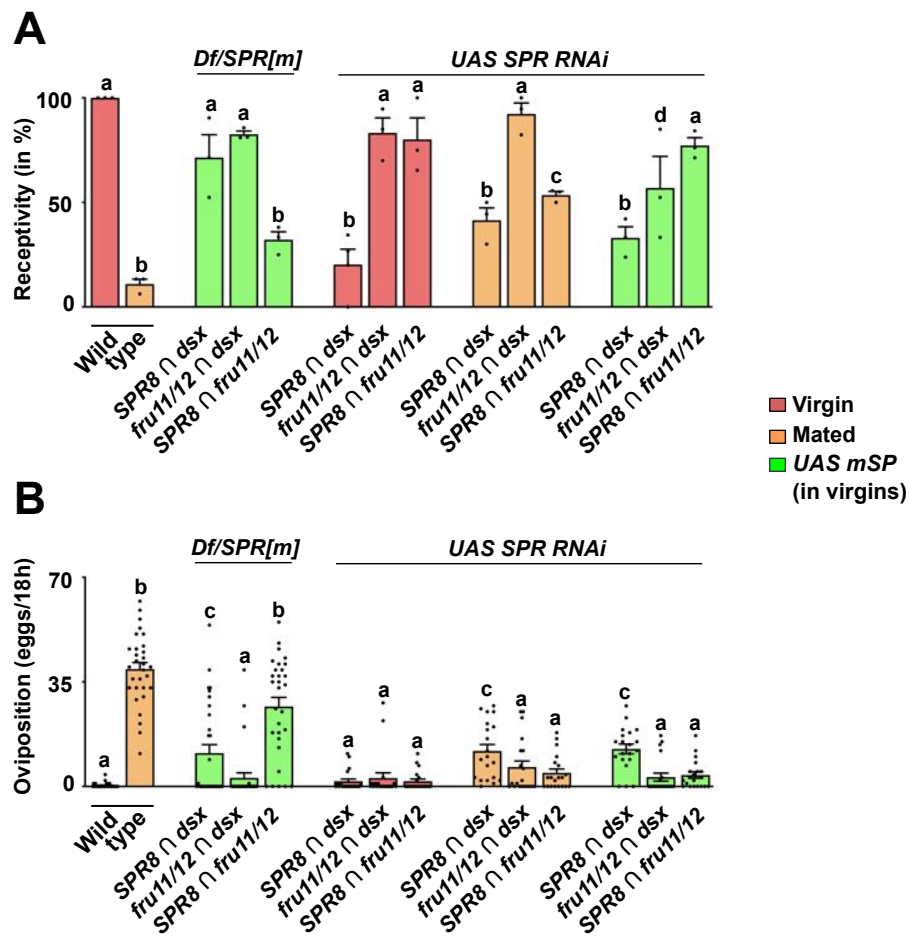 A
Df/SPR[m]
UAS SPR RNAi
Receptivity (in %)
100
50
0
a
b
a
a
b
b
a
a
b
a
c
b
d
a
Wild
type
SPR8 ∩ dsx
fru11/12 ∩ dsx
SPR8 ∩ fru11/12
SPR8 ∩ dsx
fru11/12 ∩ dsx
SPR8 ∩ fru11/12
SPR8 ∩ dsx
fru11/12 ∩ dsx
SPR8 ∩ fru11/12
SPR8 ∩ dsx
fru11/12 ∩ dsx
SPR8 ∩ fru11/12
Virgin
Mated
UAS mSP
(in virgins)
B
Df/SPR[m]
UAS SPR RNAi
Oviposition (eggs/18h)
70
35
0
a
b
c
a
b
a
a
a
c
a
a
c
a
a
Wild
type
SPR8 ∩ dsx
fru11/12 ∩ dsx
SPR8 ∩ fru11/12
SPR8 ∩ dsx
fru11/12 ∩ dsx
SPR8 ∩ fru11/12
SPR8 ∩ dsx
fru11/12 ∩ dsx
SPR8 ∩ fru11/12
SPR8 ∩ dsx
fru11/12 ∩ dsx
SPR8 ∩ fru11/12